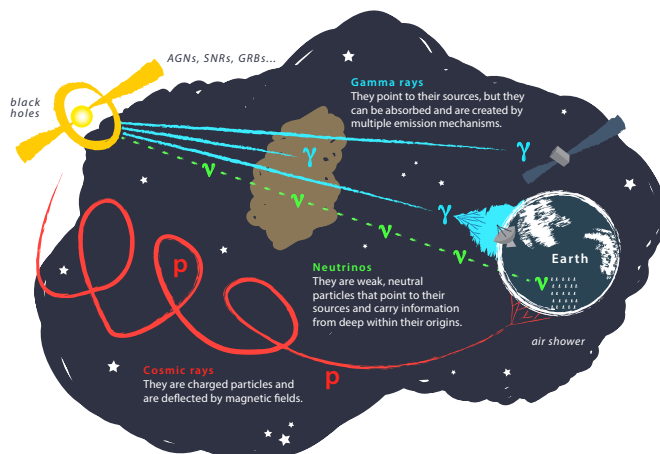 AGNs, SNRs, GRBs...
black
holes
Gamma rays
They point to their sources, but they
can be absorbed and are created by
multiple emission mechanisms.
γ
γ
ν
ν
γ
ν
ν
Earth
ν
p
Neutrinos
They are weak, neutral
particles that point to their
sources and carry information
from deep within their origins.
air shower
p
Cosmic rays
They are charged particles and
are deflected by magnetic fields.